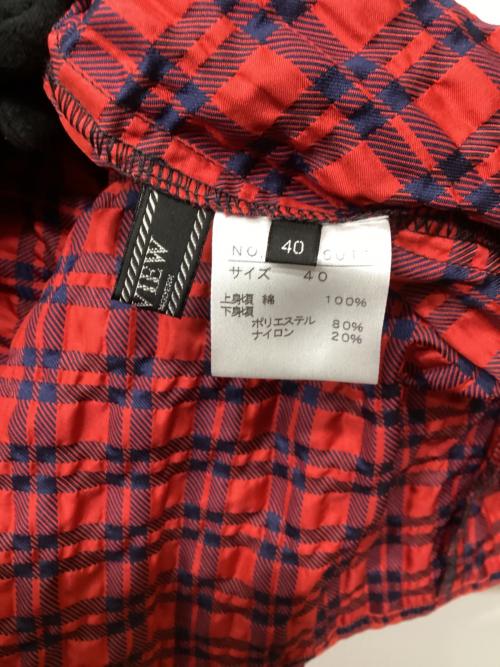 VIEW
NO.
40
サイズ 40
上身頃 綿 100%
下身頃
ポリエステル 80%
ナイロン 20%